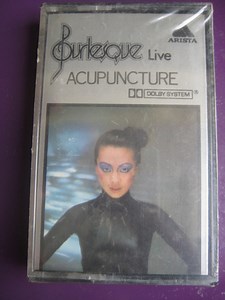 Burlesque Live
ARISTA
ACUPUNCTURE
DOLBY SYSTEM ®